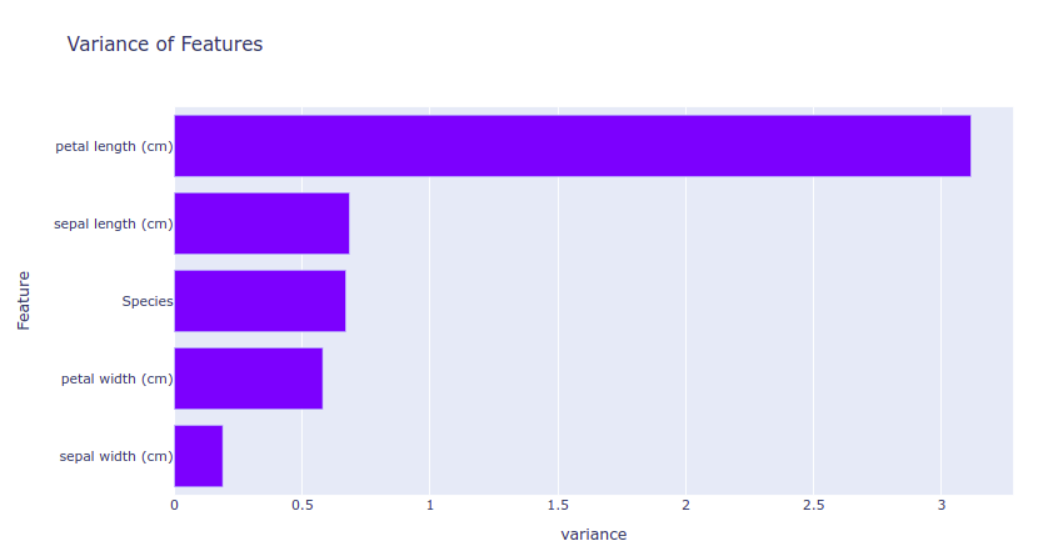 Variance of Features
petal length (cm)
sepal length (cm)
Species
petal width (cm)
sepal width (cm)
Feature
0 0.5 1 1.5 2 2.5 3
variance